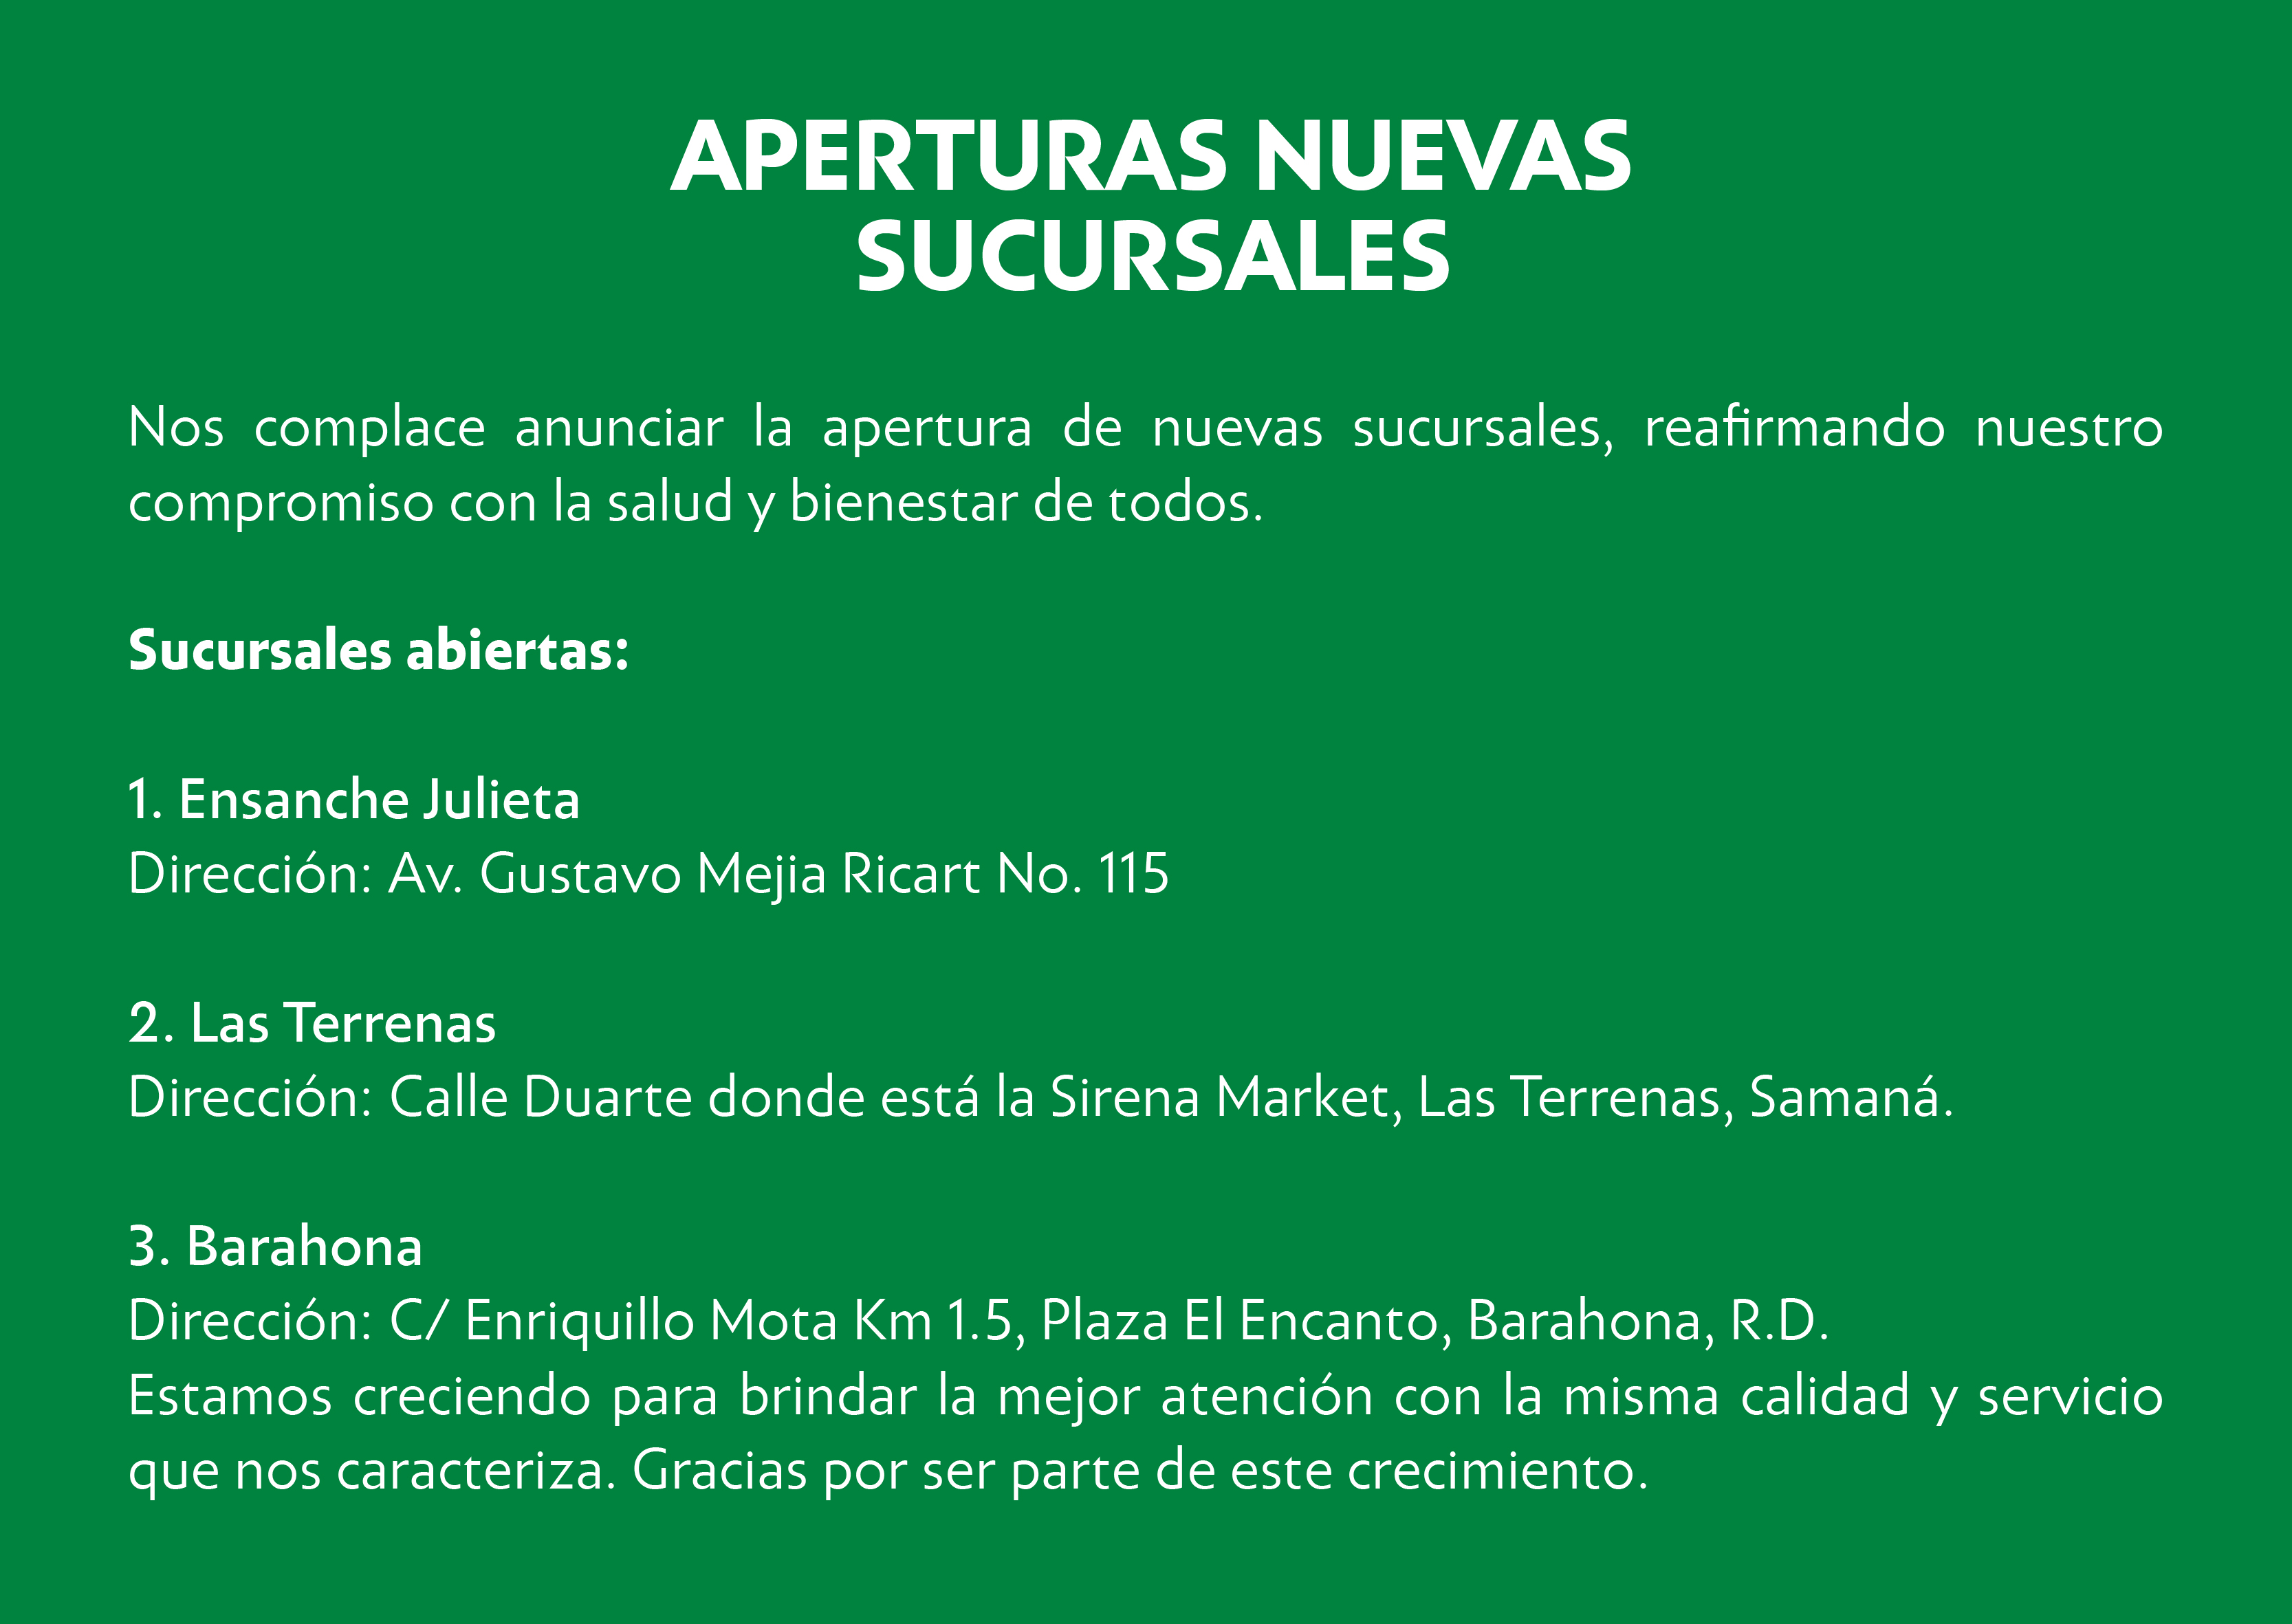 APERTURAS NUEVAS
SUCURSALES
Nos complace anunciar la apertura de nuevas sucursales, reafirmando nuestro
compromiso con la salud y bienestar de todos.
Sucursales abiertas:
1. Ensanche Julieta
Dirección: Av. Gustavo Mejia Ricart No. 115
2. Las Terrenas
Dirección: Calle Duarte donde está la Sirena Market, Las Terrenas, Samaná.
3. Barahona
Dirección: C/ Enriquillo Mota Km 1.5, Plaza El Encanto, Barahona, R.D.
Estamos creciendo para brindar la mejor atención con la misma calidad y servicio
que nos caracteriza. Gracias por ser parte de este crecimiento.